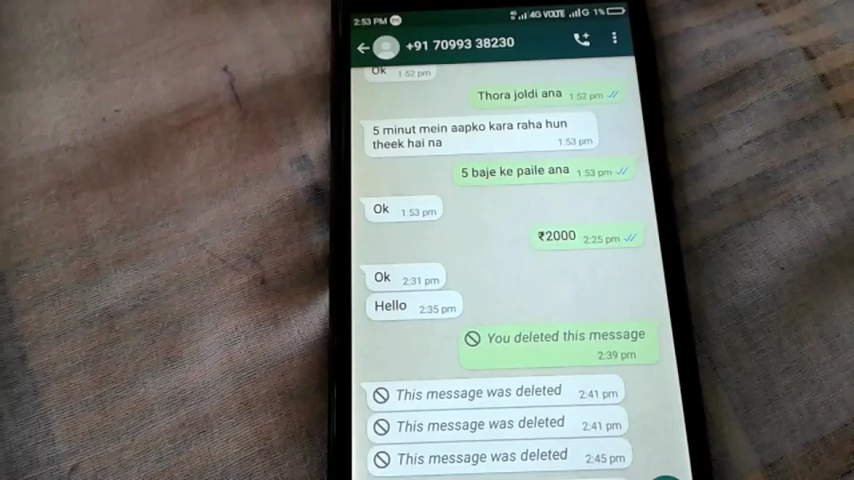 2:53 PM
4G VOLTE G 1%
+91 70993 38230
Ok 1:52 pm
Thora joldi ana 1:52 pm
5 minut mein aapko kara raha hun
theek hai na 1:53 pm
5 baje ke paile ana 1:53 pm
Ok 1:53 pm
₹2000 2:25 pm
Ok 2:31 pm
Hello 2:35 pm
You deleted this message
2:39 pm
This message was deleted 2:41 pm
This message was deleted 2:41 pm
This message was deleted 2:45 pm